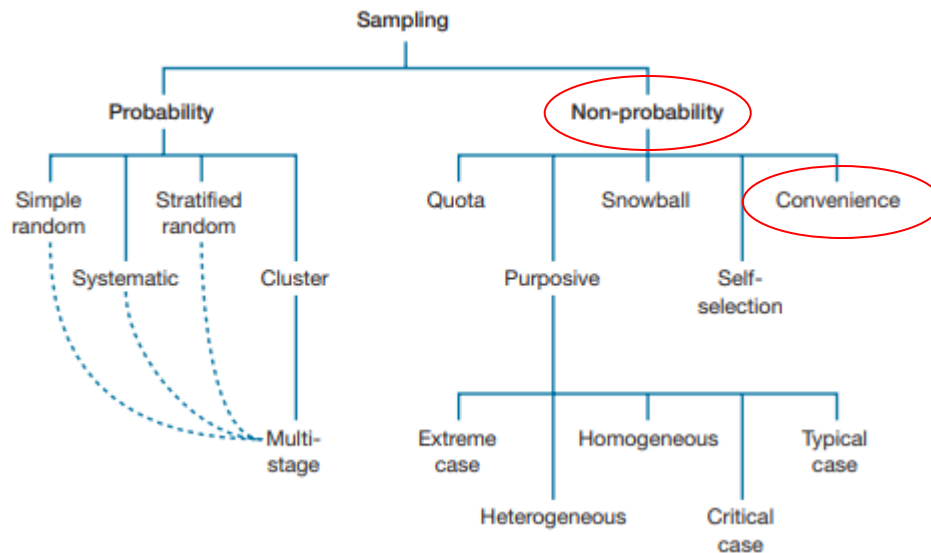 Sampling
Probability
Non-probability
Simple
random
Stratified
random
Quota
Snowball
Convenience
Systematic
Cluster
Purposive
Self-
selection
Multi-
stage
Extreme
case
Homogeneous
Typical
case
Heterogeneous
Critical
case